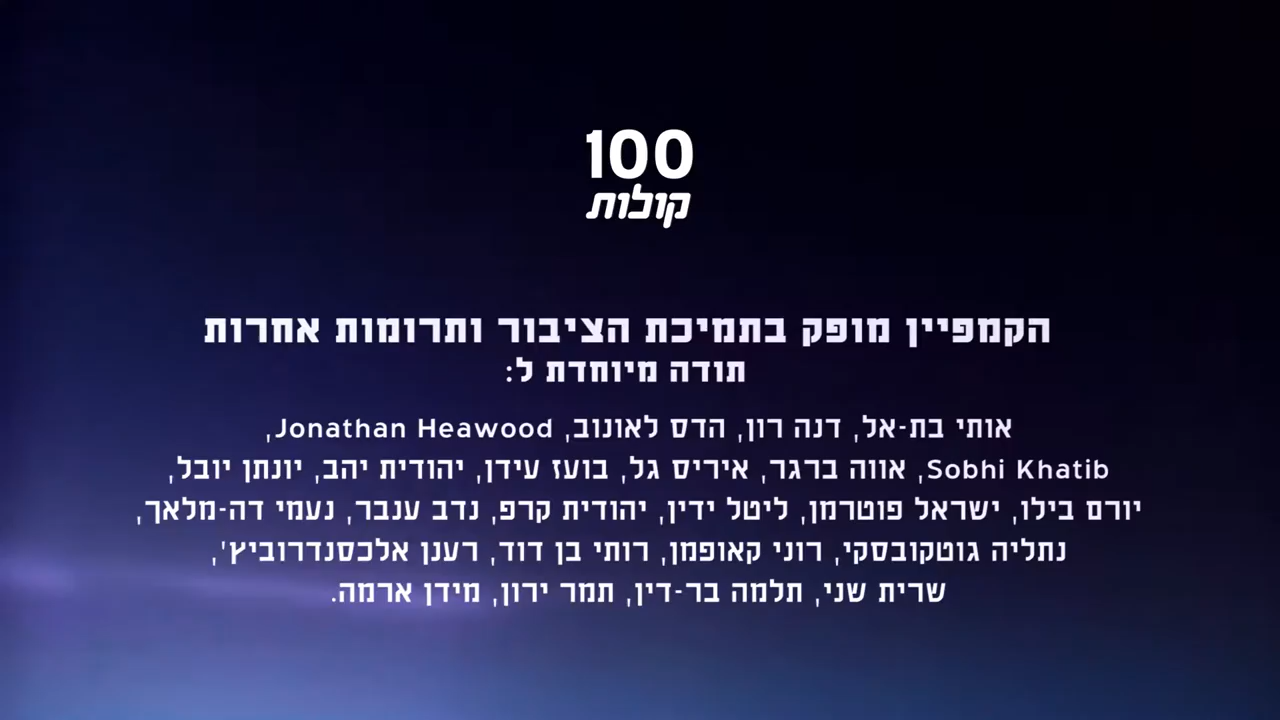 100
קולות
הקמפיין מופק בתמיכת הציבור ותרומות אחרות
תודה מיוחדת ל:
אותי בת-אל, דנה רון, הדס לאונוב, Jonathan Heawood,
Sobhi Khatib, אווה ברגר, איריס גל, בועז עידן, יהודית יהב, יונתן יובל,
יורם בילו, ישראל פוטרמן, ליטל ידין, יהודית קרפ, נדב ענבר, נעמי דה-מלאך,
נתליה גוטקובסקי, רוני קאופמן, רותי בן דוד, רענן אלכסנדרוביץ',
שרית שני, תלמה בר-דין, תמר ירון, מידן ארמה.